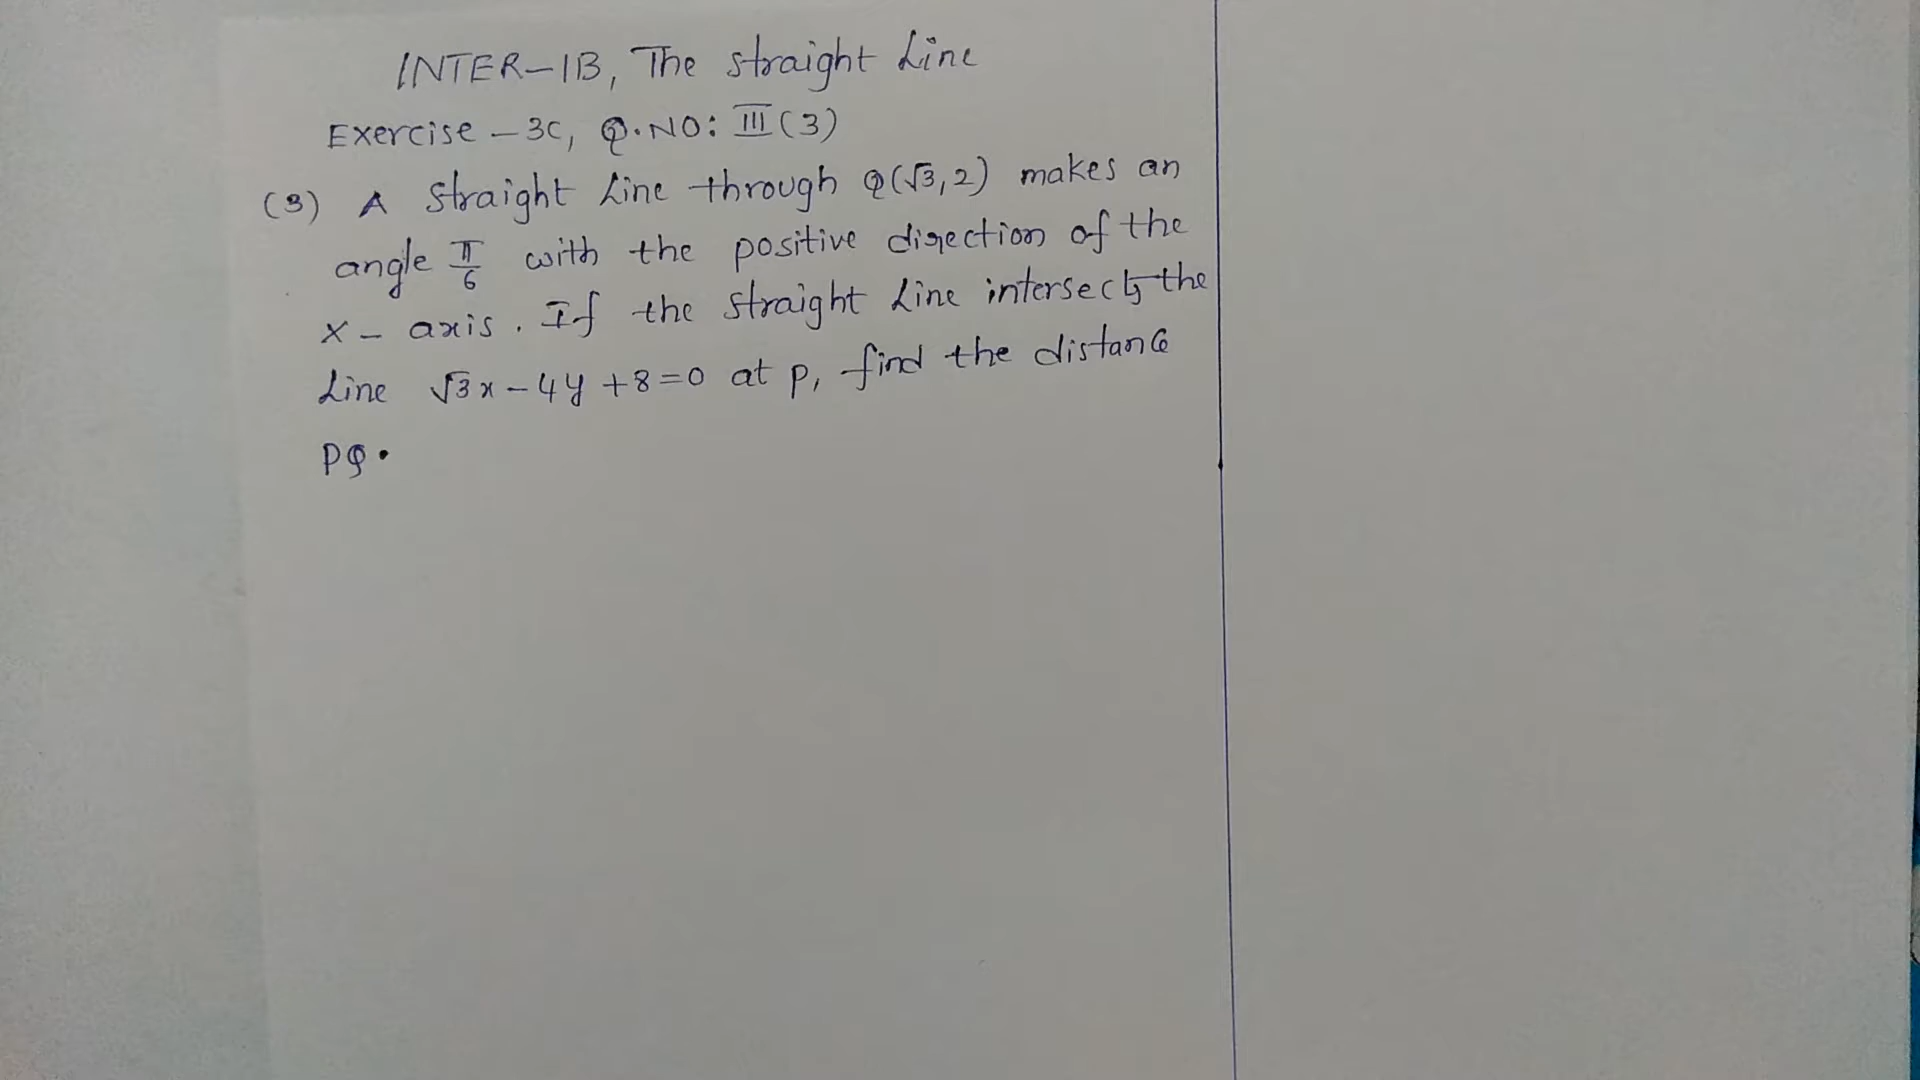 INTER-IB, The straight Line
Exercise - 3C, Q.NO: III (3)
(3) A straight Line through Q(√3,2) makes an
angle π/6 with the positive direction of the
x - axis. If the straight Line intersects the
Line √3x - 4y + 8 = 0 at p, find the distance
PQ.